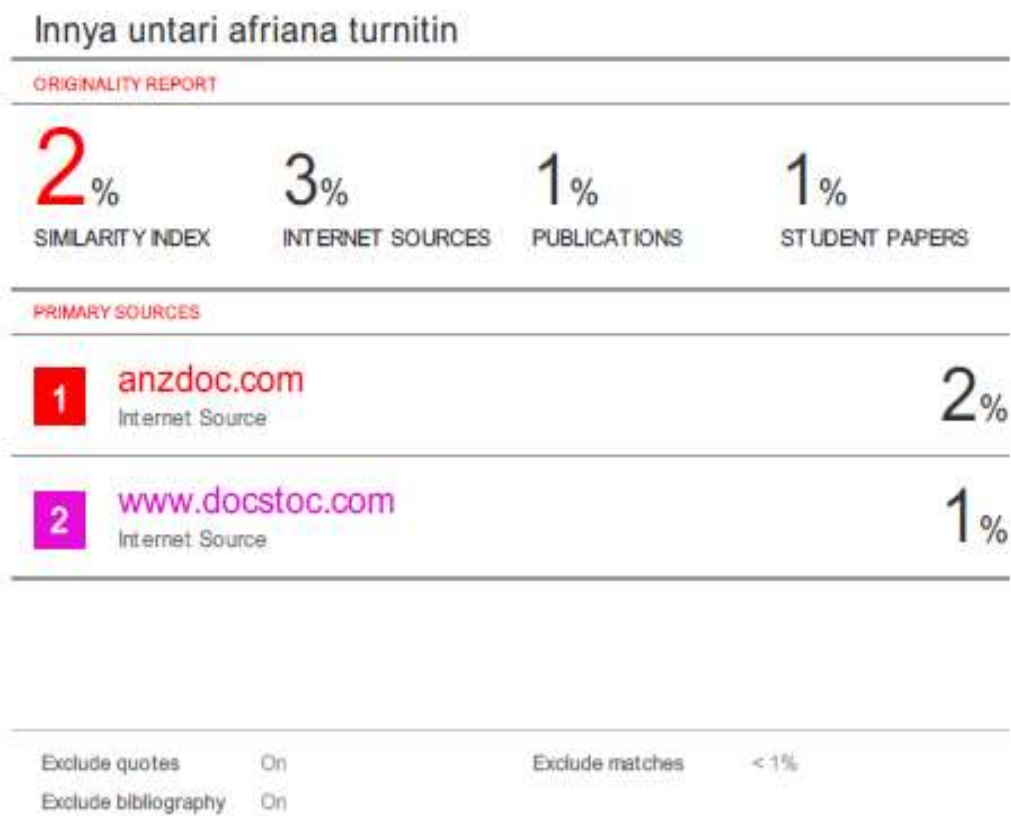 Innya untari afriana turnitin
ORIGINALITY REPORT
2% 3% 1% 1%
SIMILARITY INDEX INTERNET SOURCES PUBLICATIONS STUDENT PAPERS
PRIMARY SOURCES
1 anzdoc.com 2%
Internet Source
2 www.docstoc.com 1%
Internet Source
Exclude quotes On Exclude matches < 1%
Exclude bibliography On